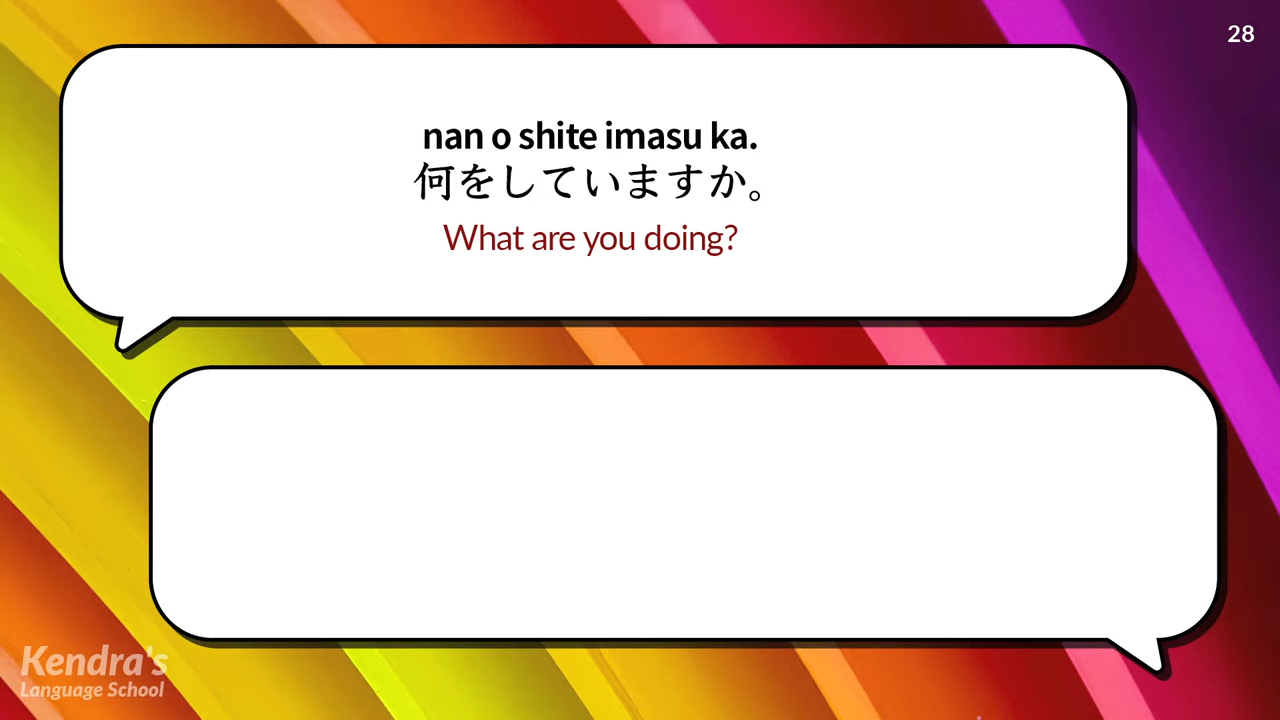 28
nan o shite imasu ka.
何をしていますか。
What are you doing?
Kendra's
Language School